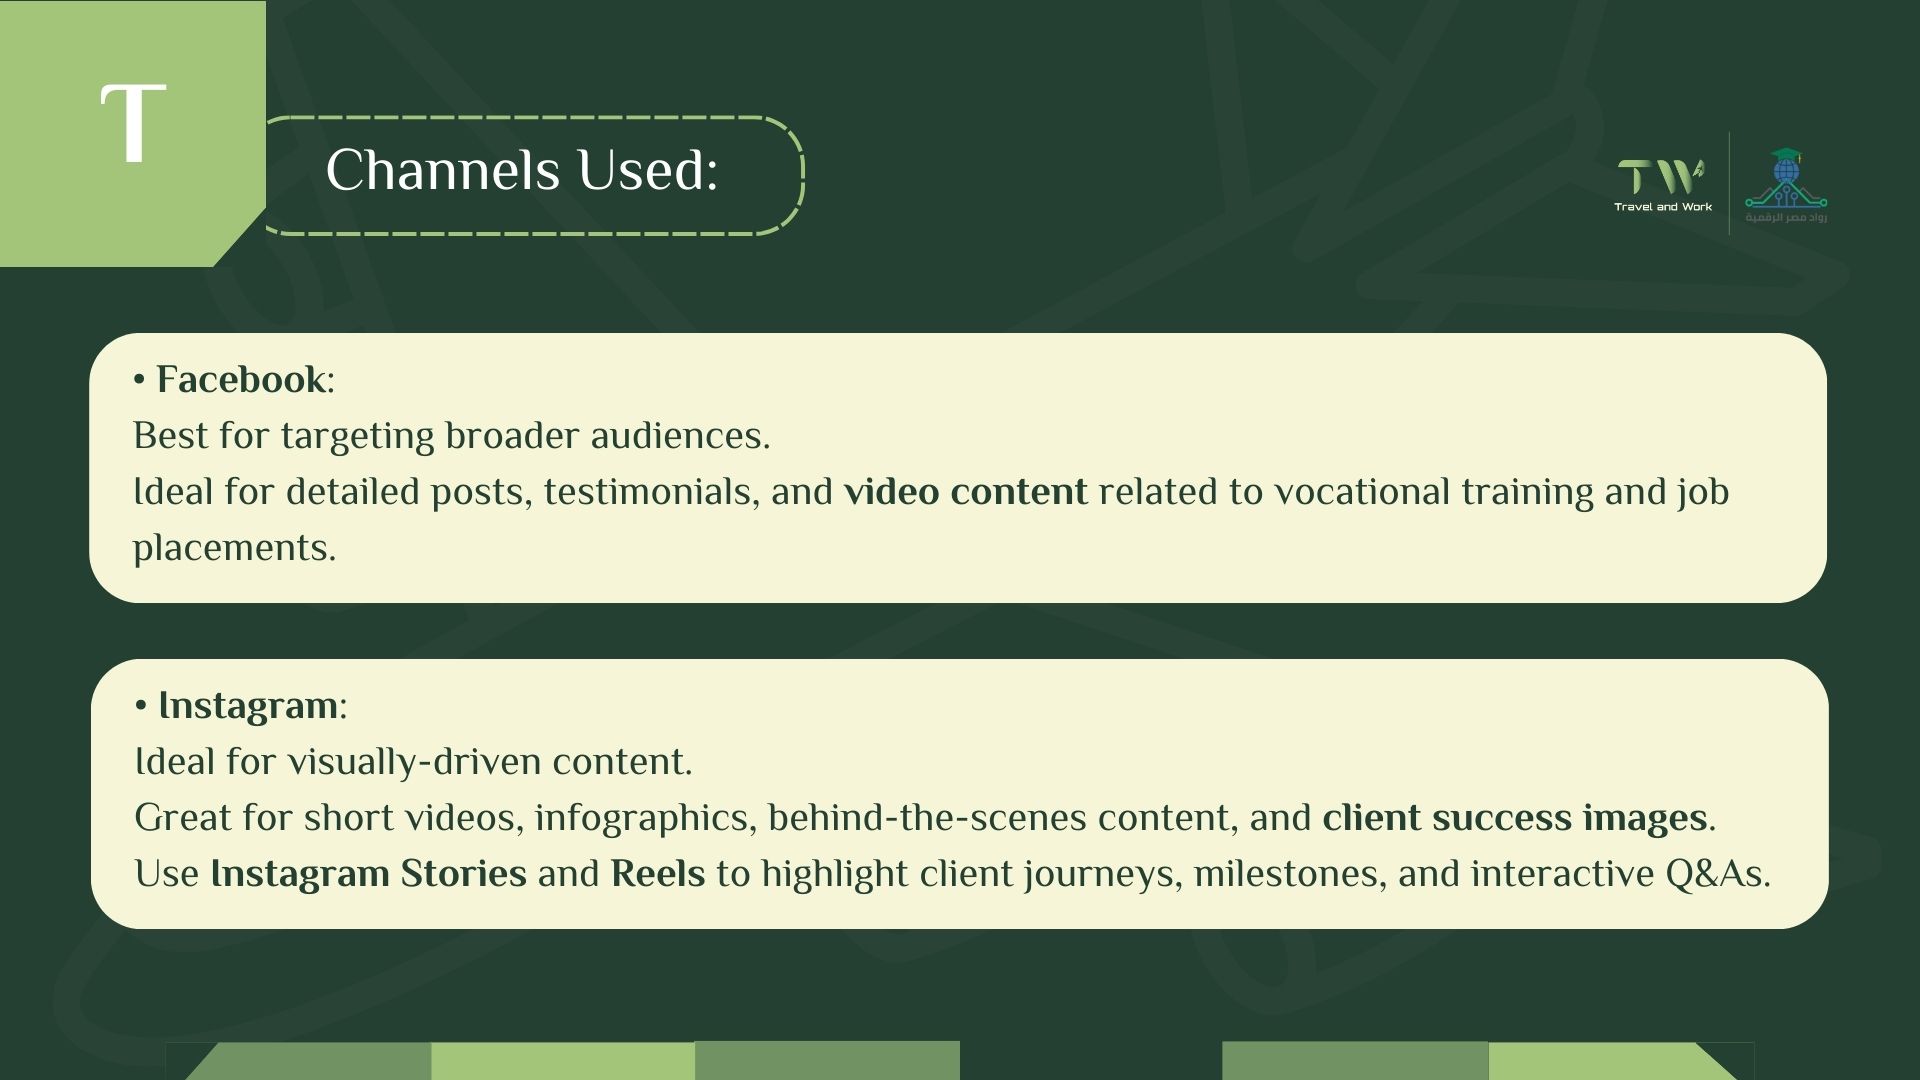 T
Channels Used:
TW
Travel and Work
رواد مصر الرقمية
• Facebook:
Best for targeting broader audiences.
Ideal for detailed posts, testimonials, and video content related to vocational training and job
placements.
• Instagram:
Ideal for visually-driven content.
Great for short videos, infographics, behind-the-scenes content, and client success images.
Use Instagram Stories and Reels to highlight client journeys, milestones, and interactive Q&As.